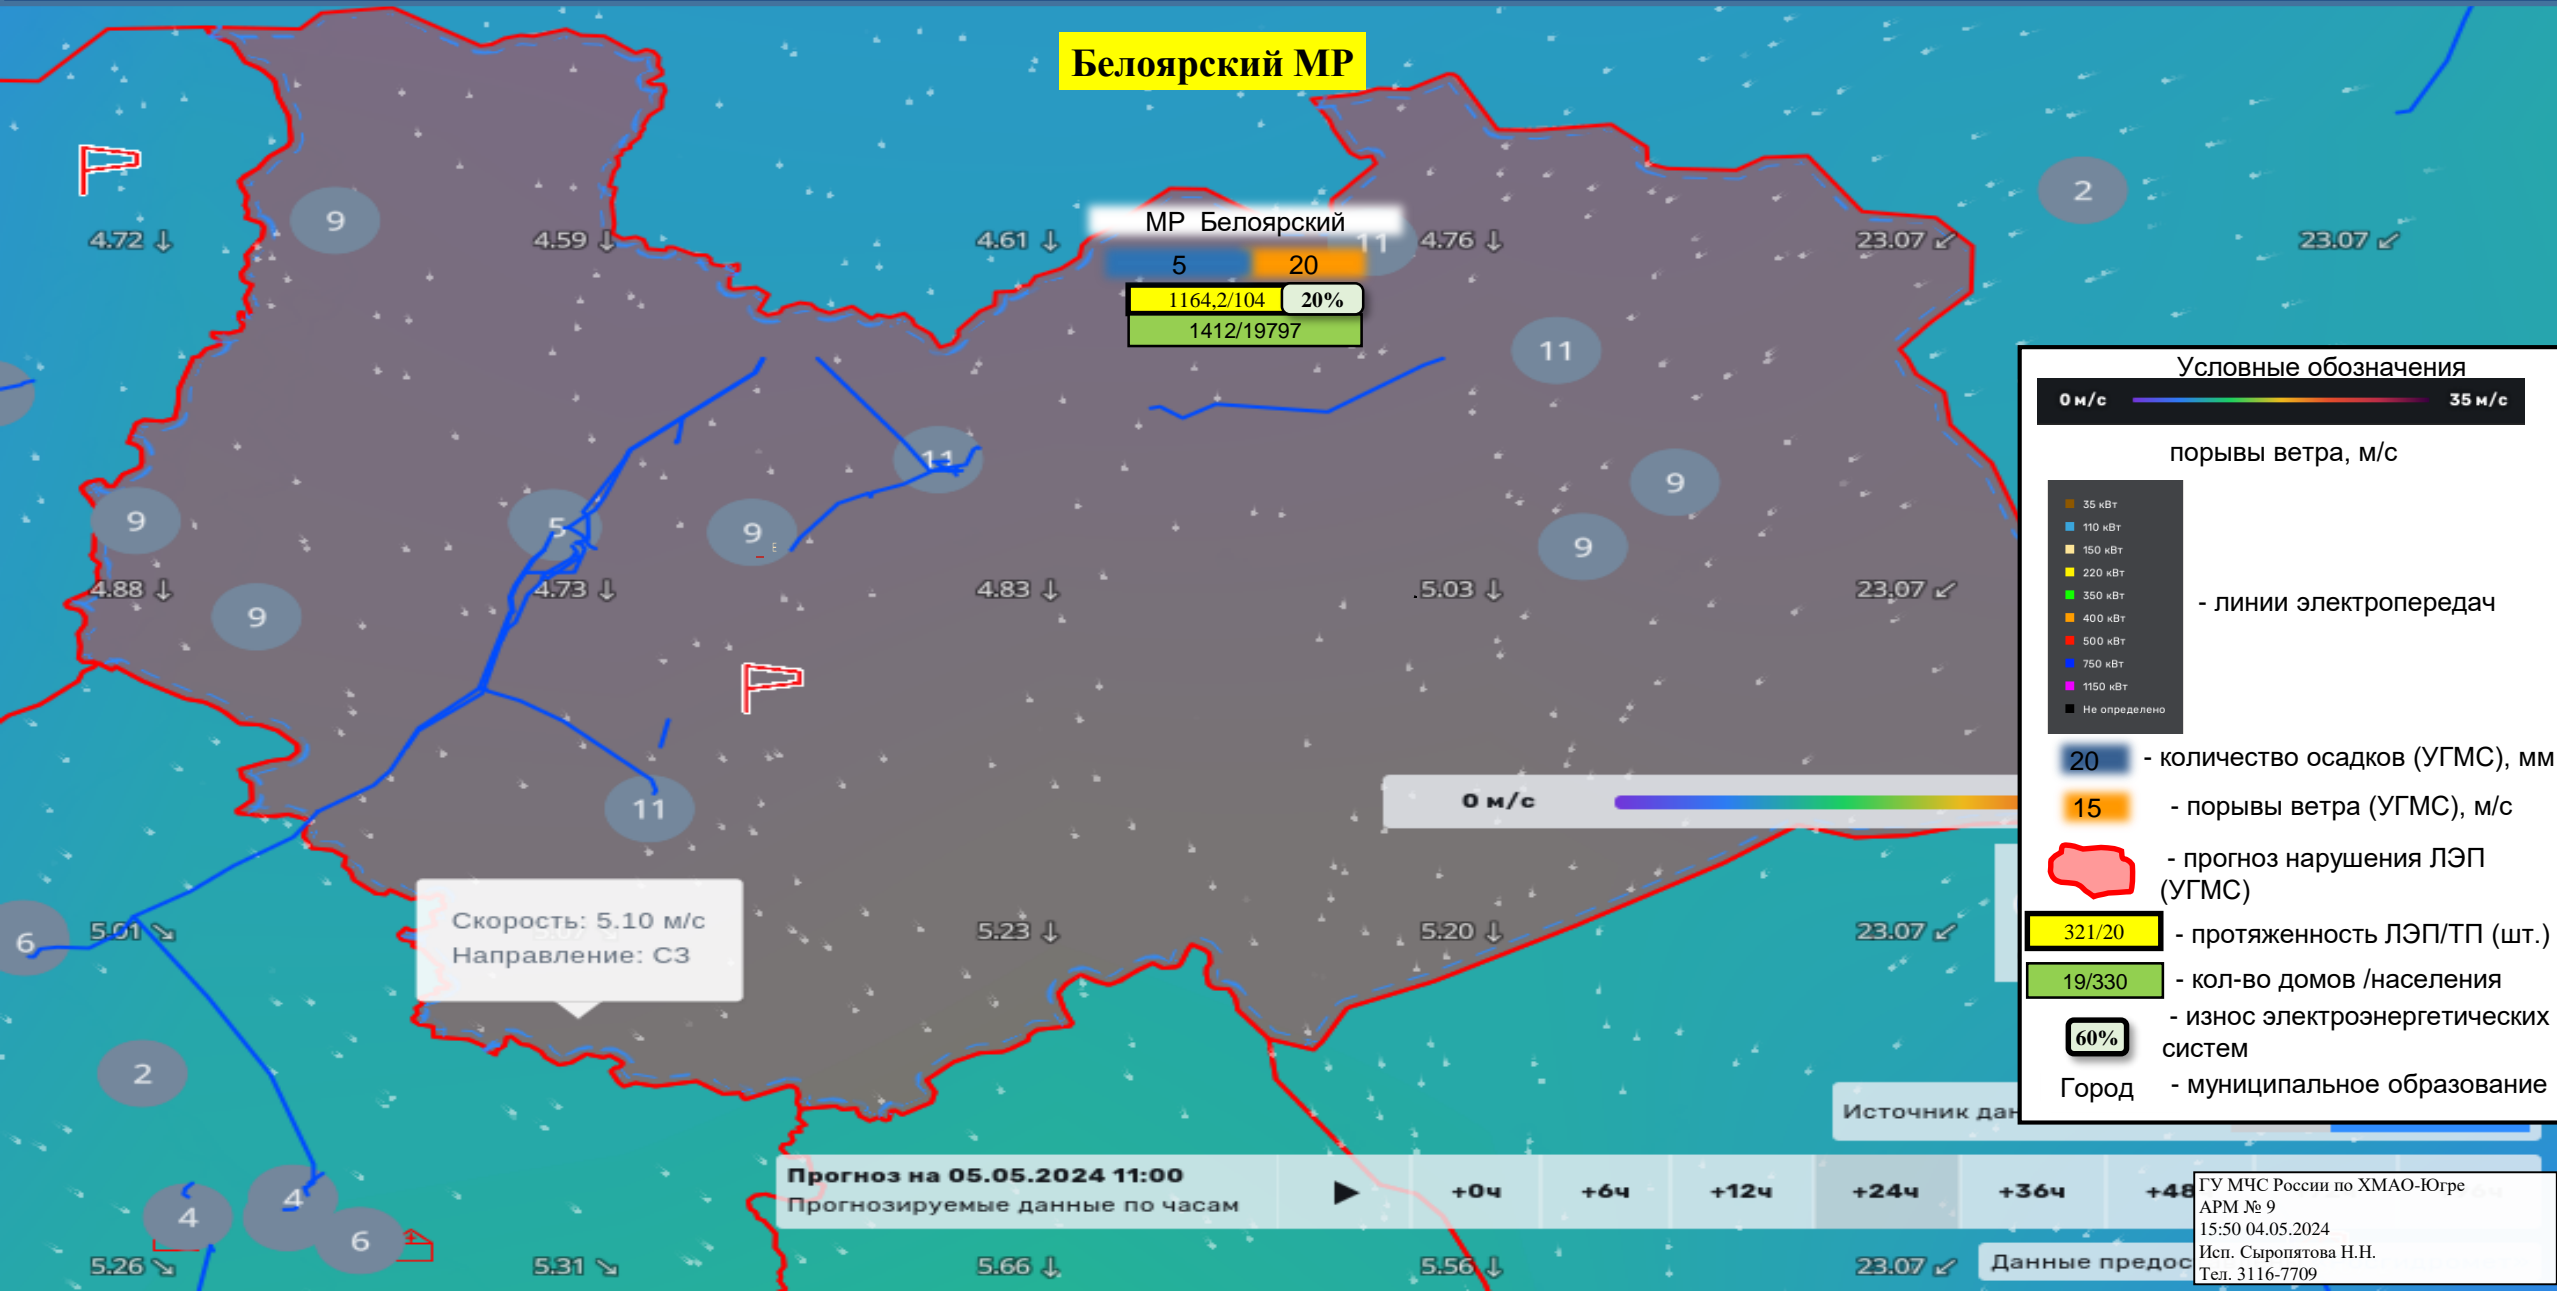 Белоярский МР
9
2
МР Белоярский
11
4.72
4.59
4.61
4.76
23.07
23.07
5
20
1164,2/104
20%
1412/19797
11
Условные обозначения
0 м/с
35 м/с
порывы ветра, м/с
11
9
9
5
9
9
35 кВт
110 кВт
150 кВт
220 кВт
350 кВт
400 кВт
500 кВт
750 кВт
1150 кВт
Не определено
- линии электропередач
4.88
4.73
4.83
5.03
23.07
9
20
- количество осадков (УГМС), мм
15
- порывы ветра (УГМС), м/с
11
0 м/с
- прогноз нарушения ЛЭП
(УГМС)
Скорость: 5.10 м/с
Направление: СЗ
6
5.01
5.23
5.20
23.07
321/20
- протяженность ЛЭП/ТП (шт.)
19/330
- кол-во домов /населения
60%
- износ электроэнергетических
систем
Город
- муниципальное образование
2
Источник дан
Прогноз на 05.05.2024 11:00
Прогнозируемые данные по часам
+0ч
+6ч
+12ч
+24ч
+36ч
+48
4
4
6
5.26
5.31
5.66
5.56
23.07
Данные предос
ГУ МЧС России по ХМАО-Югре
АРМ № 9
15:50 04.05.2024
Исп. Сыропятова Н.Н.
Тел. 3116-7709